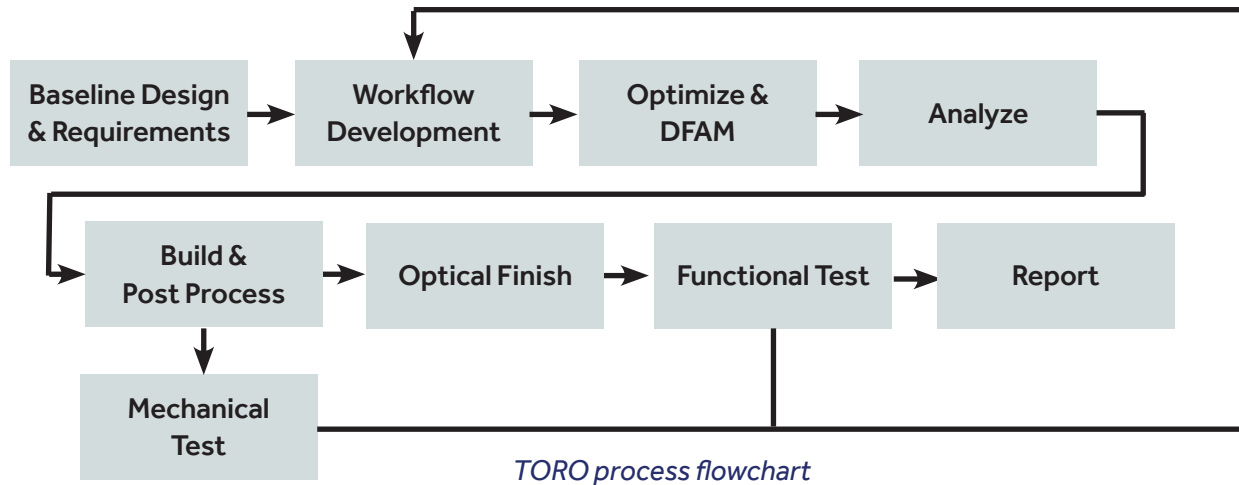 Baseline Design
& Requirements
Workflow
Development
Optimize &
DFAM
Analyze
Build &
Post Process
Optical Finish
Functional Test
Report
Mechanical
Test
TORO process flowchart